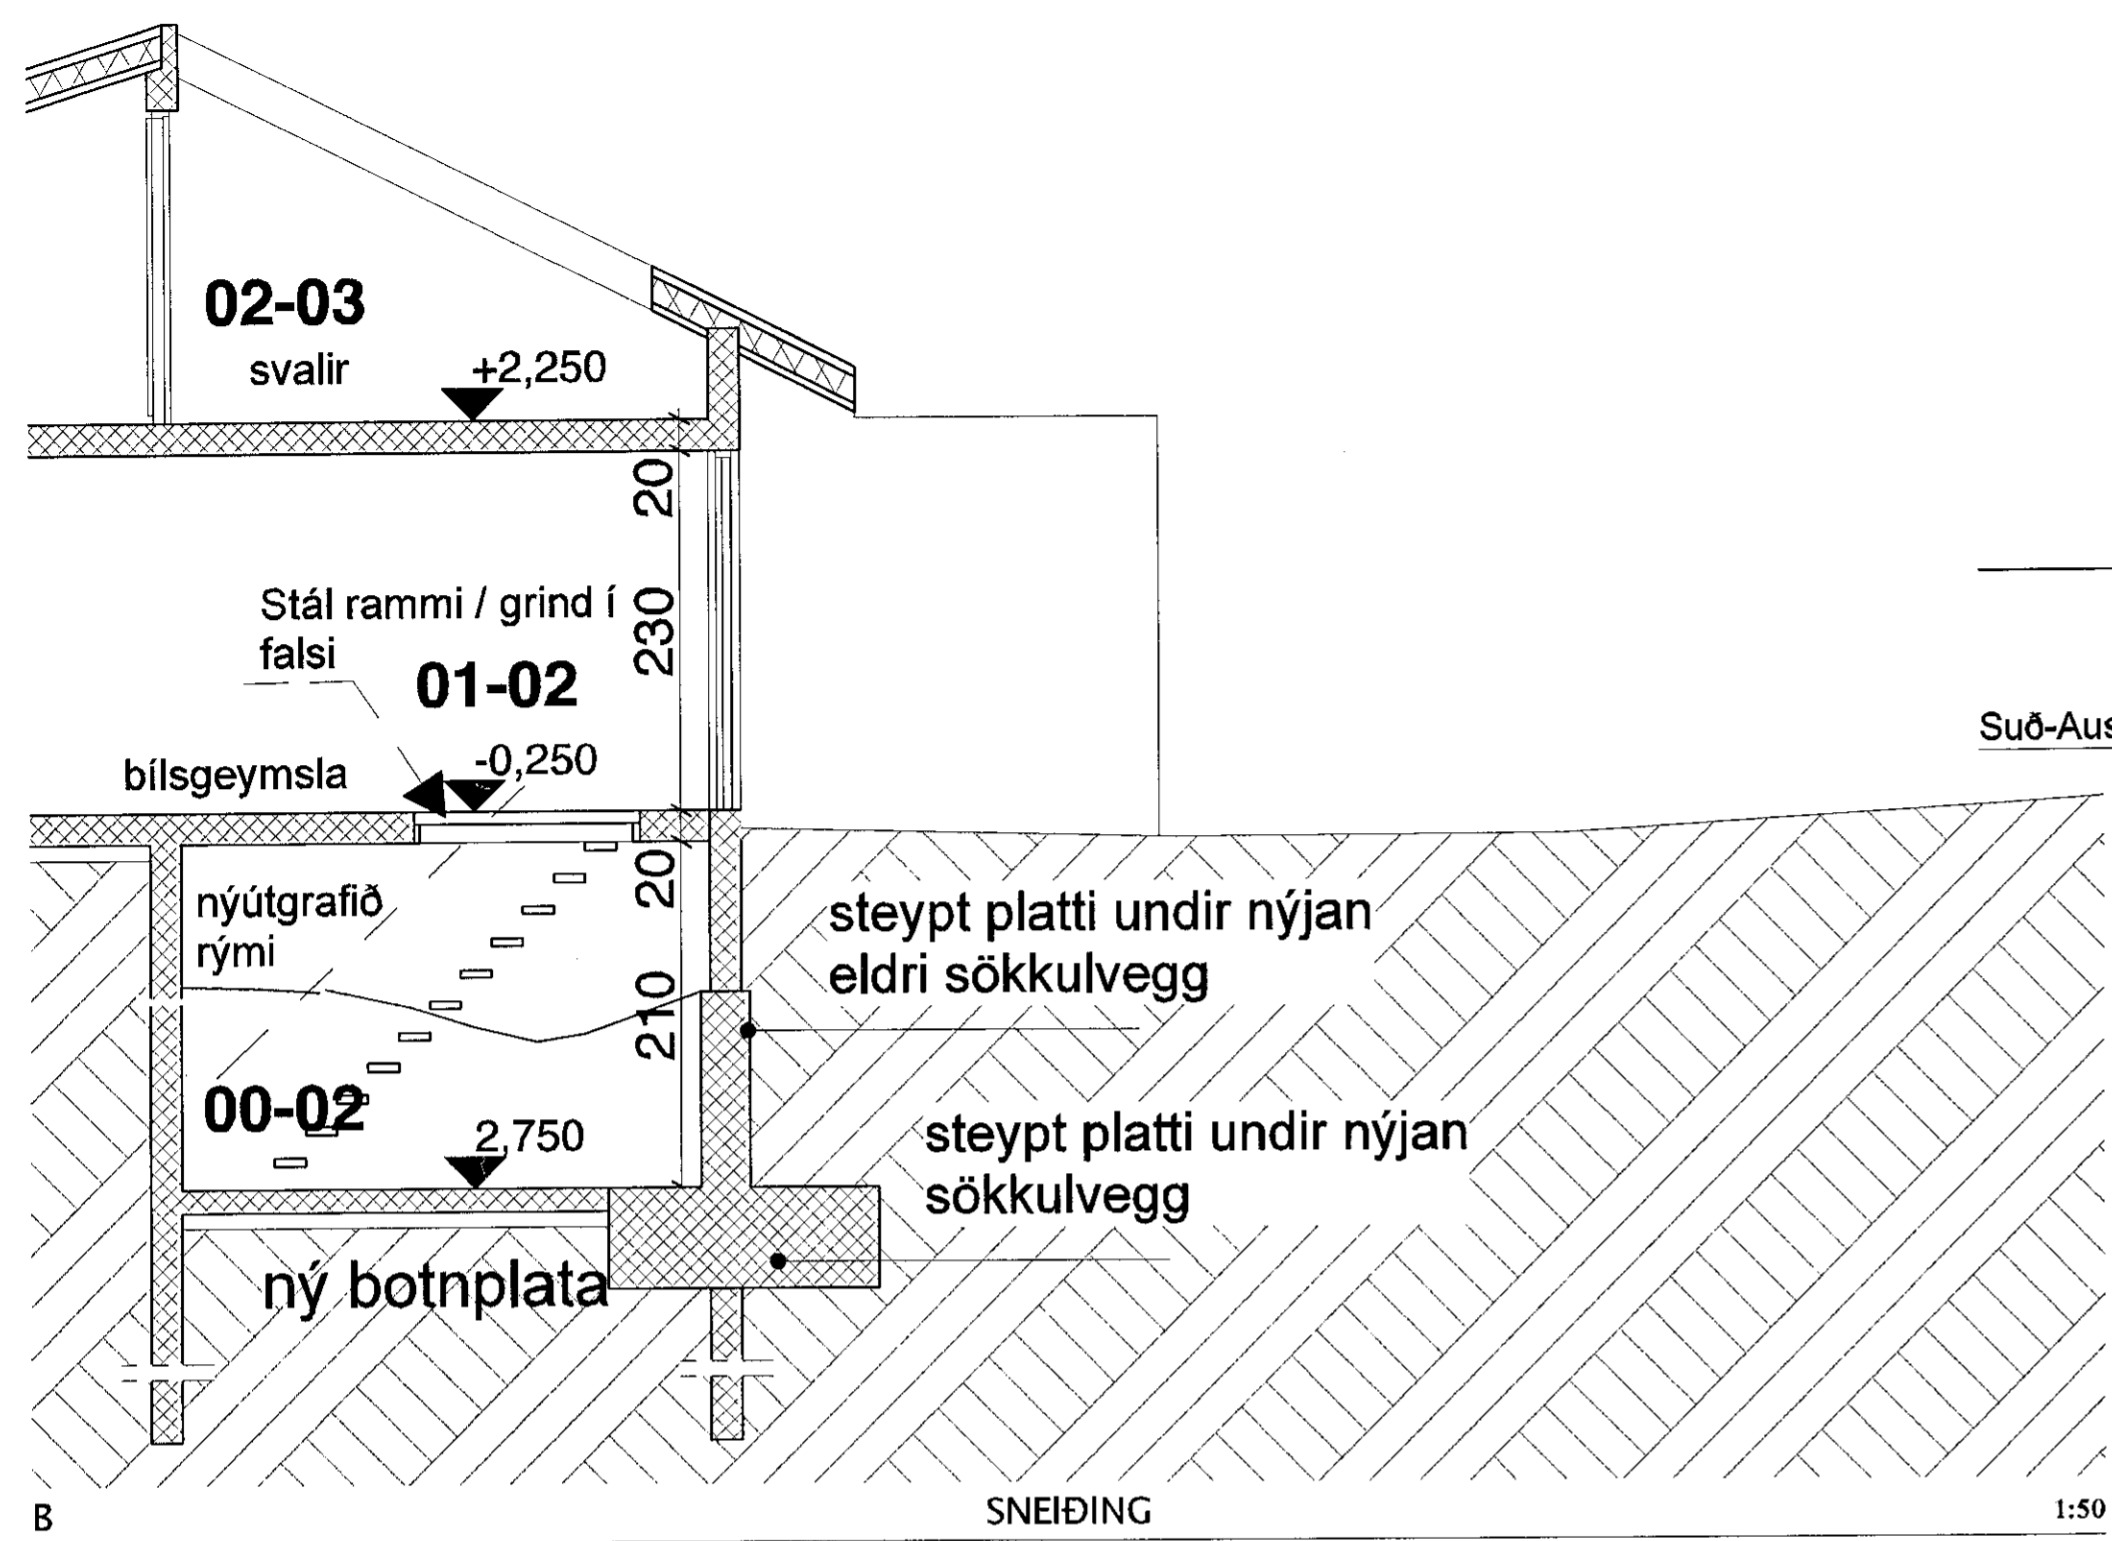 02-03
svalir
+2,250
20
230
Stál rammi / grind í
falsi
01-02
-0,250
bílsgeymsla
Suð-Aus
nýútgrafið
rými
20
210
steypt platti undir nýjan
eldri sökkulvegg
00-02
2,750
steypt platti undir nýjan
sökkulvegg
ný botnplata
B
SNEIÐING
1:50